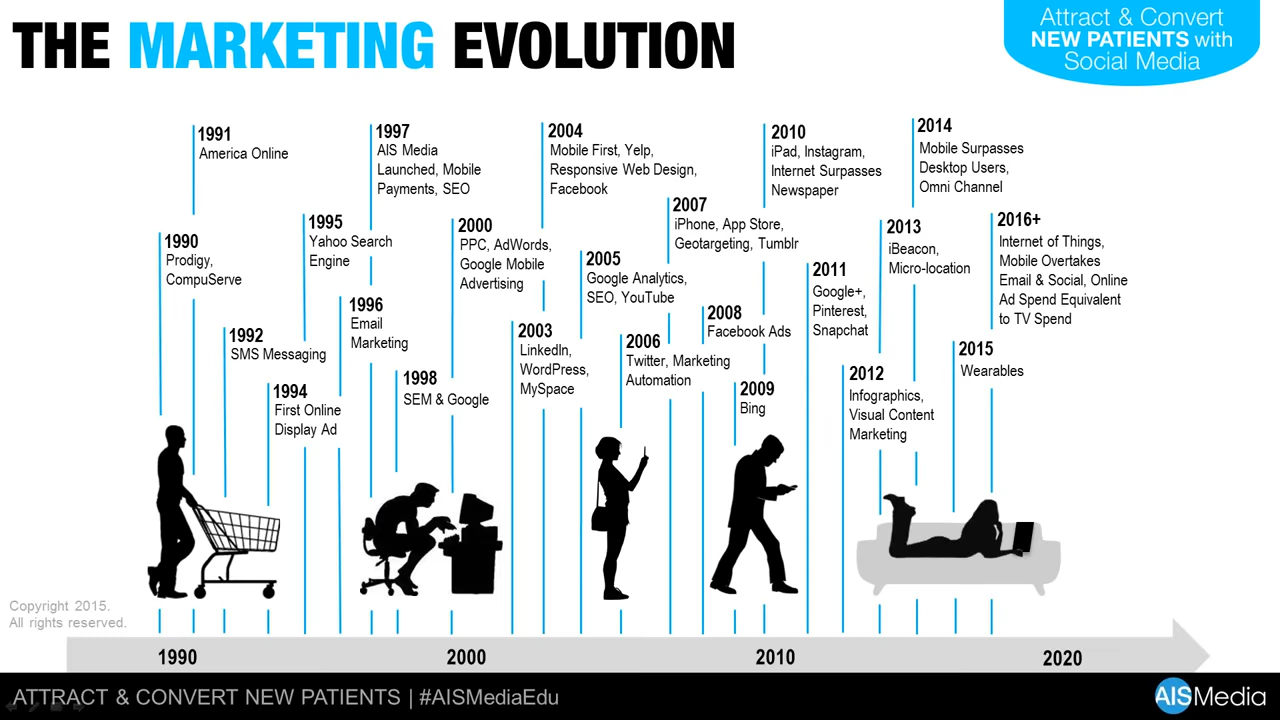 THE MARKETING EVOLUTION
Attract & Convert
NEW PATIENTS with
Social Media
1990
Prodigy,
CompuServe
1991
America Online
1992
SMS Messaging
1994
First Online
Display Ad
1995
Yahoo Search
Engine
1996
Email
Marketing
1997
AIS Media
Launched, Mobile
Payments, SEO
1998
SEM & Google
2000
PPC, AdWords,
Google Mobile
Advertising
2003
LinkedIn,
WordPress,
MySpace
2004
Mobile First, Yelp,
Responsive Web Design,
Facebook
2005
Google Analytics,
SEO, YouTube
2006
Twitter, Marketing
Automation
2007
iPhone, App Store,
Geotargeting, Tumblr
2008
Facebook Ads
2009
Bing
2010
iPad, Instagram,
Internet Surpasses
Newspaper
2011
Google+,
Pinterest,
Snapchat
2012
Infographics,
Visual Content
Marketing
2013
iBeacon,
Micro-location
2014
Mobile Surpasses
Desktop Users,
Omni Channel
2015
Wearables
2016+
Internet of Things,
Mobile Overtakes
Email & Social, Online
Ad Spend Equivalent
to TV Spend
Copyright 2015.
All rights reserved.
1990
2000
2010
2020
ATTRACT & CONVERT NEW PATIENTS | #AISMediaEdu
AISMedia